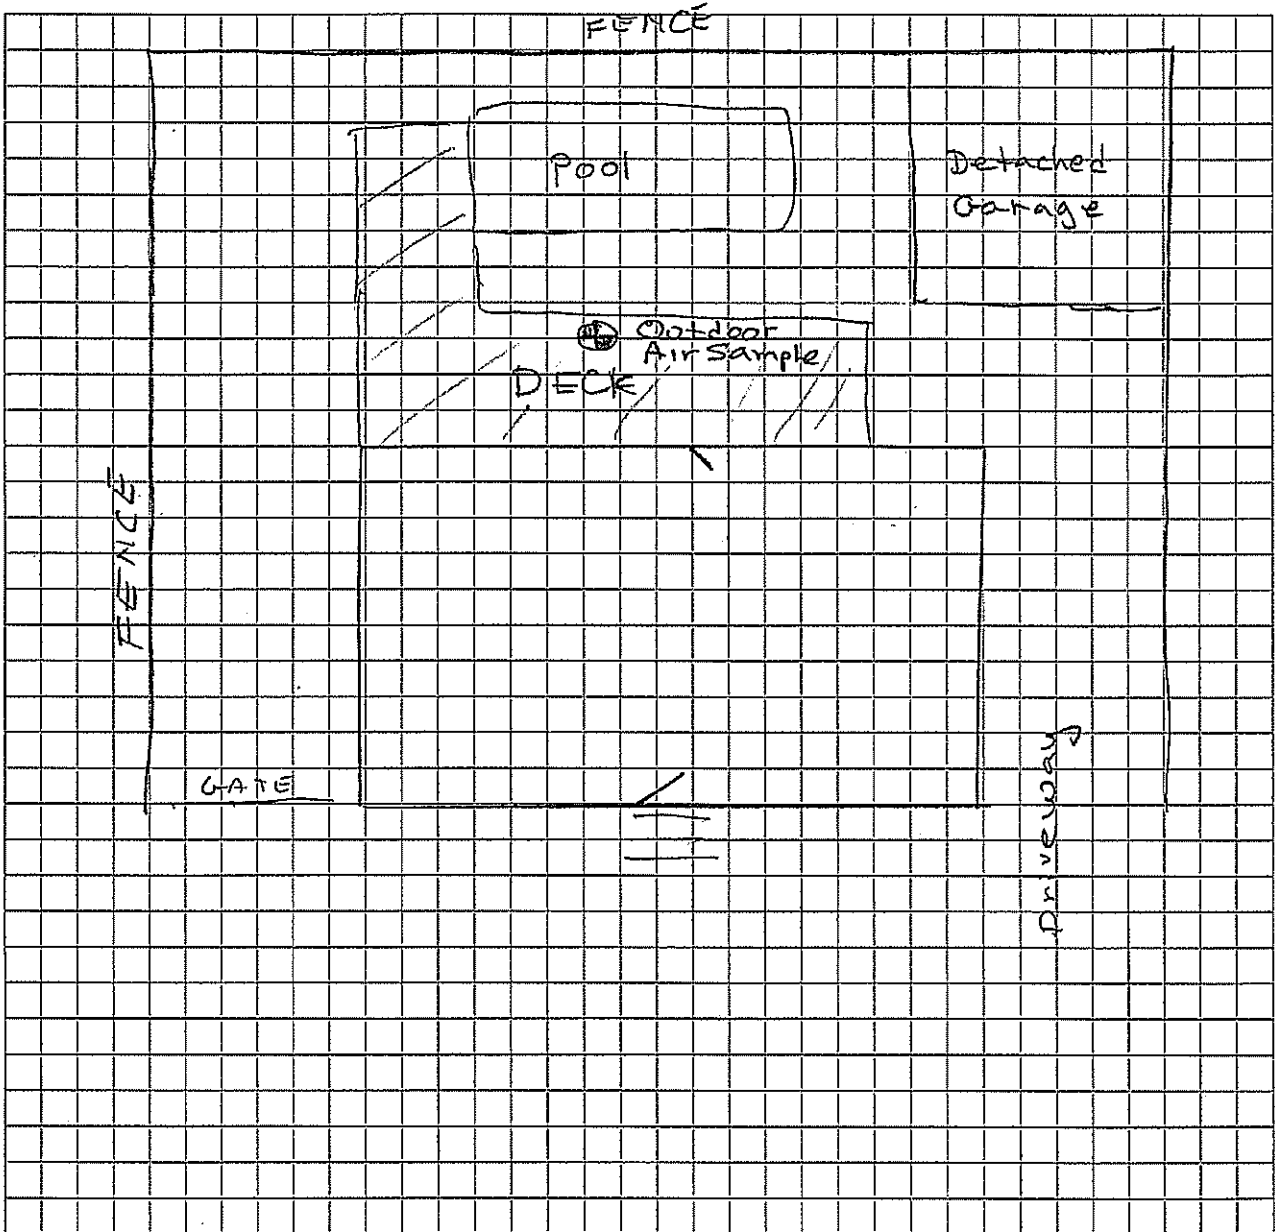 FENCE
Pool
Detached
Garage
Outdoor
Air Sample
DECK
FENCE
GATE
Driveway